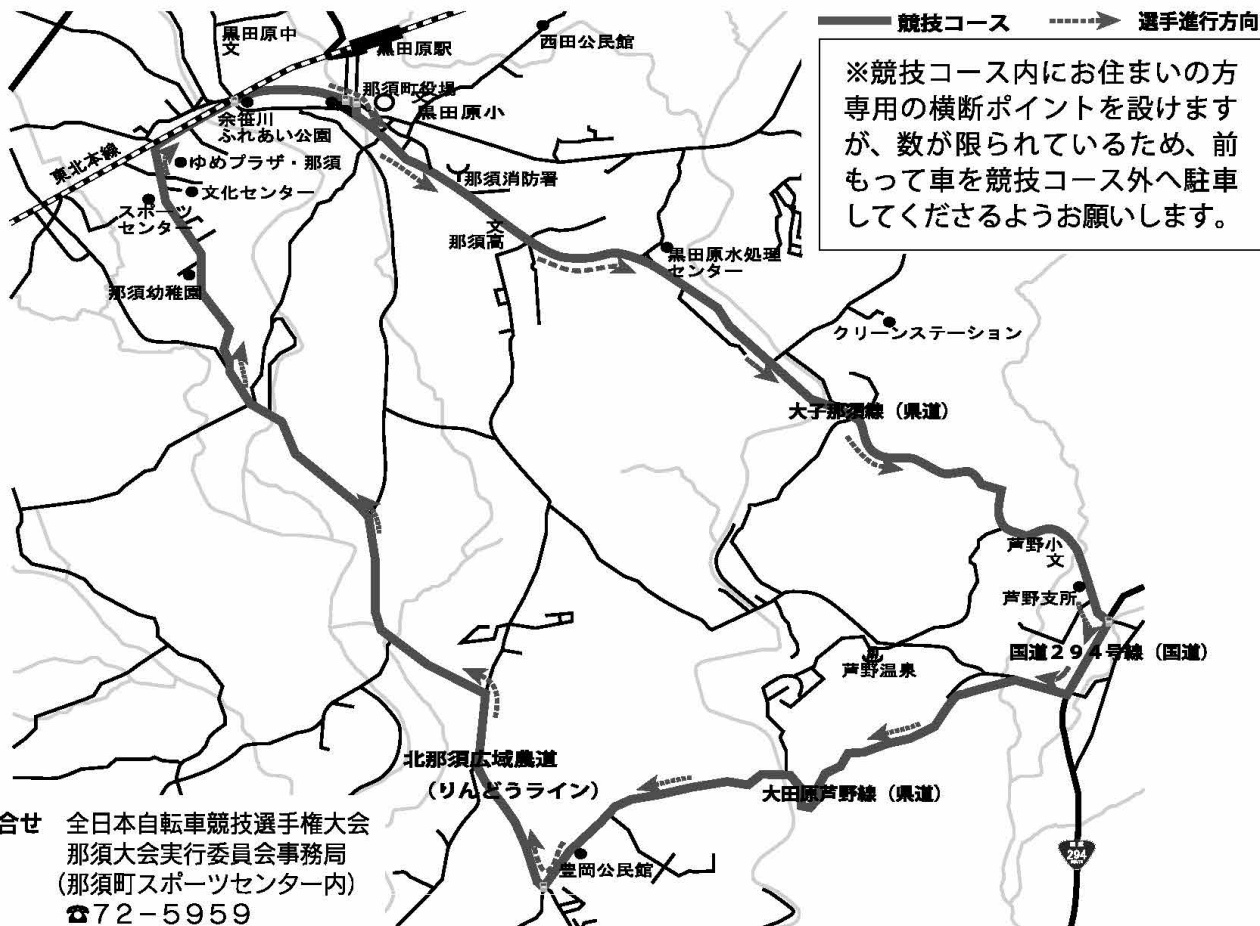 競技コース
選手進行方向
※競技コース内にお住まいの方
専用の横断ポイントを設けます
が、数が限られているため、前
もって車を競技コース外へ駐車
してくださるようお願いします。
黒田原中
文
黒田原駅
西田公民館
那須町役場
文
黒田原小
余笹川
ふれあい公園
東北本線
ゆめプラザ・那須
文化センター
スポーツ
センター
那須消防署
文
那須高
那須幼稚園
黒田原水処理
センター
クリーンステーション
大子那須線（県道）
芦野小
文
芦野支所
国道２９４号線（国道）
芦野温泉
北那須広域農道
（りんどうライン）
大田原芦野線（県道）
豊岡公民館
294
合せ 全日本自転車競技選手権大会
那須大会実行委員会事務局
（那須町スポーツセンター内）
☎７２－５９５９